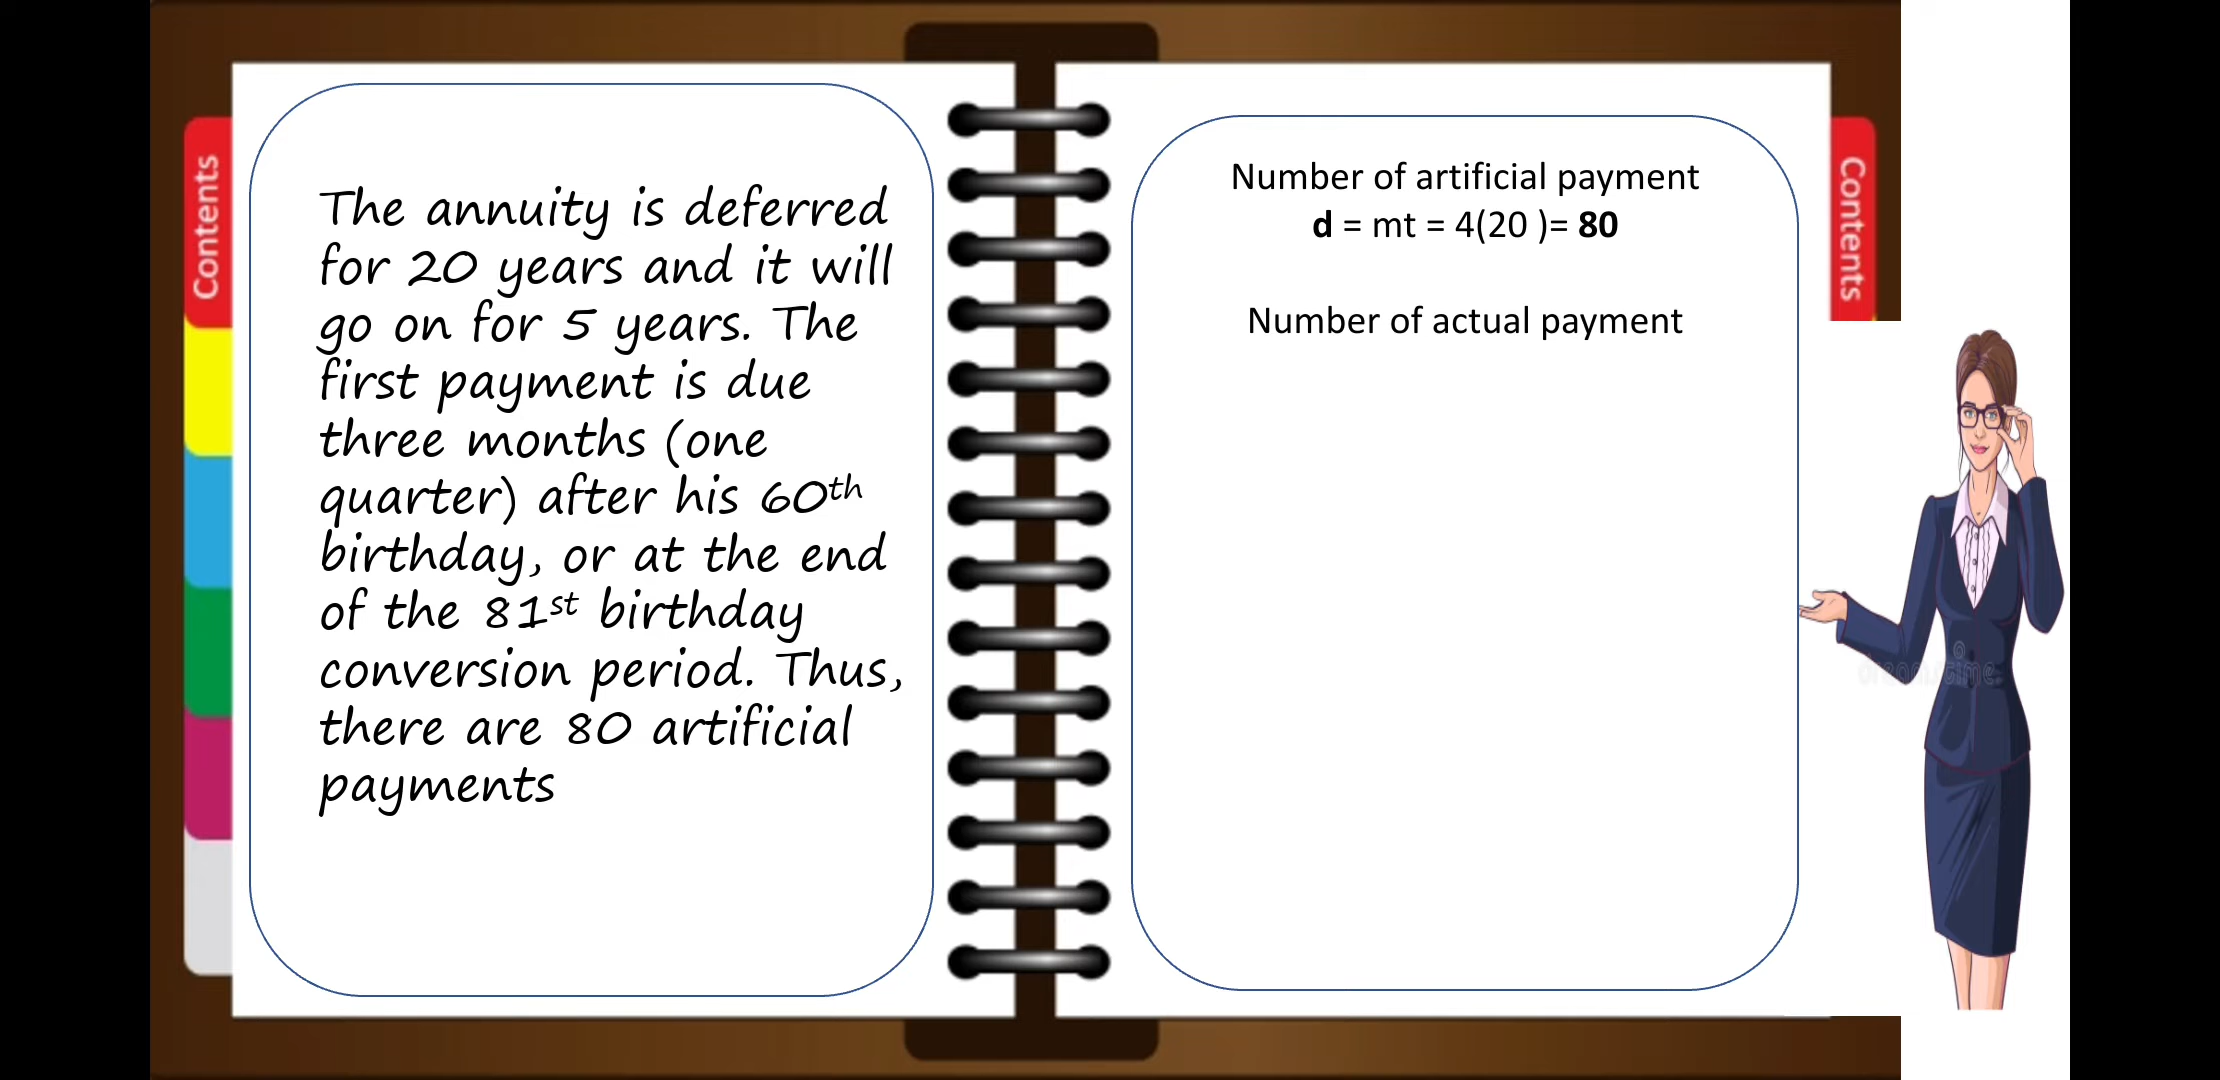 Contents
The annuity is deferred
for 20 years and it will
go on for 5 years. The
first payment is due
three months (one
quarter) after his 60th
birthday, or at the end
of the 81st birthday
conversion period. Thus,
there are 80 artificial
payments
Number of artificial payment
d = mt = 4(20 )= 80
Number of actual payment
Contents
dreamstime